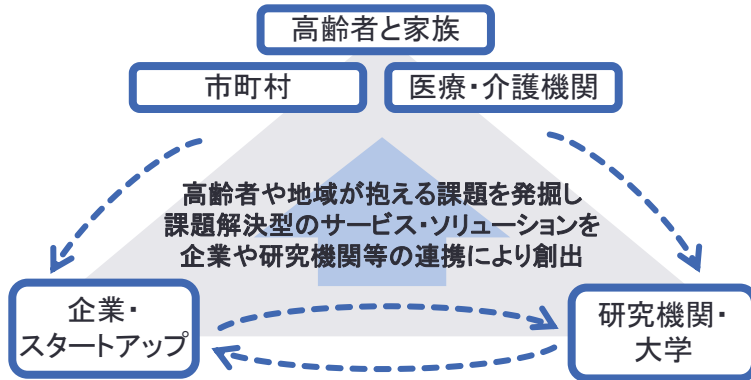 高齢者と家族
市町村
医療・介護機関
高齢者や地域が抱える課題を発掘し
課題解決型のサービス・ソリューションを
企業や研究機関等の連携により創出
企業・
スタートアップ
研究機関・
大学